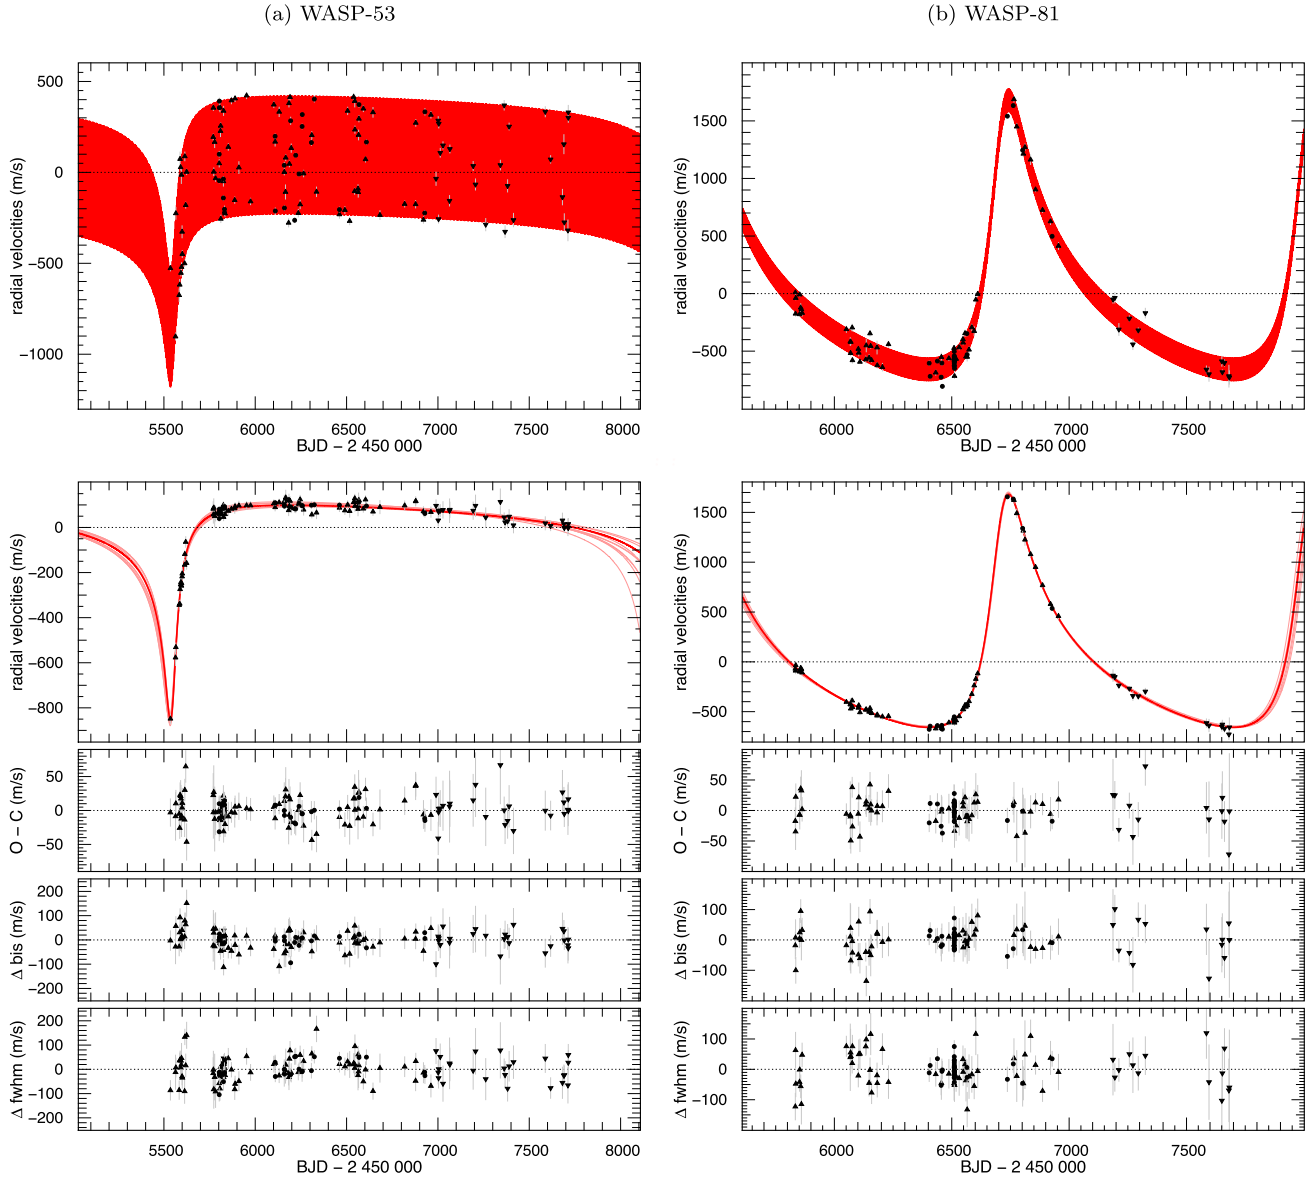 (a) WASP-53
(b) WASP-81
radial velocities (m/s)
500
0
−500
−1000
5500 6000 6500 7000 7500 8000
BJD − 2 450 000
radial velocities (m/s)
1500
1000
500
0
−500
6000 6500 7000 7500
BJD − 2 450 000
radial velocities (m/s)
0
−200
−400
−600
−800
O − C (m/s)
50
0
−50
Δ bis (m/s)
200
100
0
−100
−200
Δ fwhm (m/s)
200
100
0
−100
−200
5500 6000 6500 7000 7500 8000
BJD − 2 450 000
radial velocities (m/s)
1500
1000
500
0
−500
O − C (m/s)
50
0
−50
Δ bis (m/s)
100
0
−100
Δ fwhm (m/s)
100
0
−100
6000 6500 7000 7500
BJD − 2 450 000